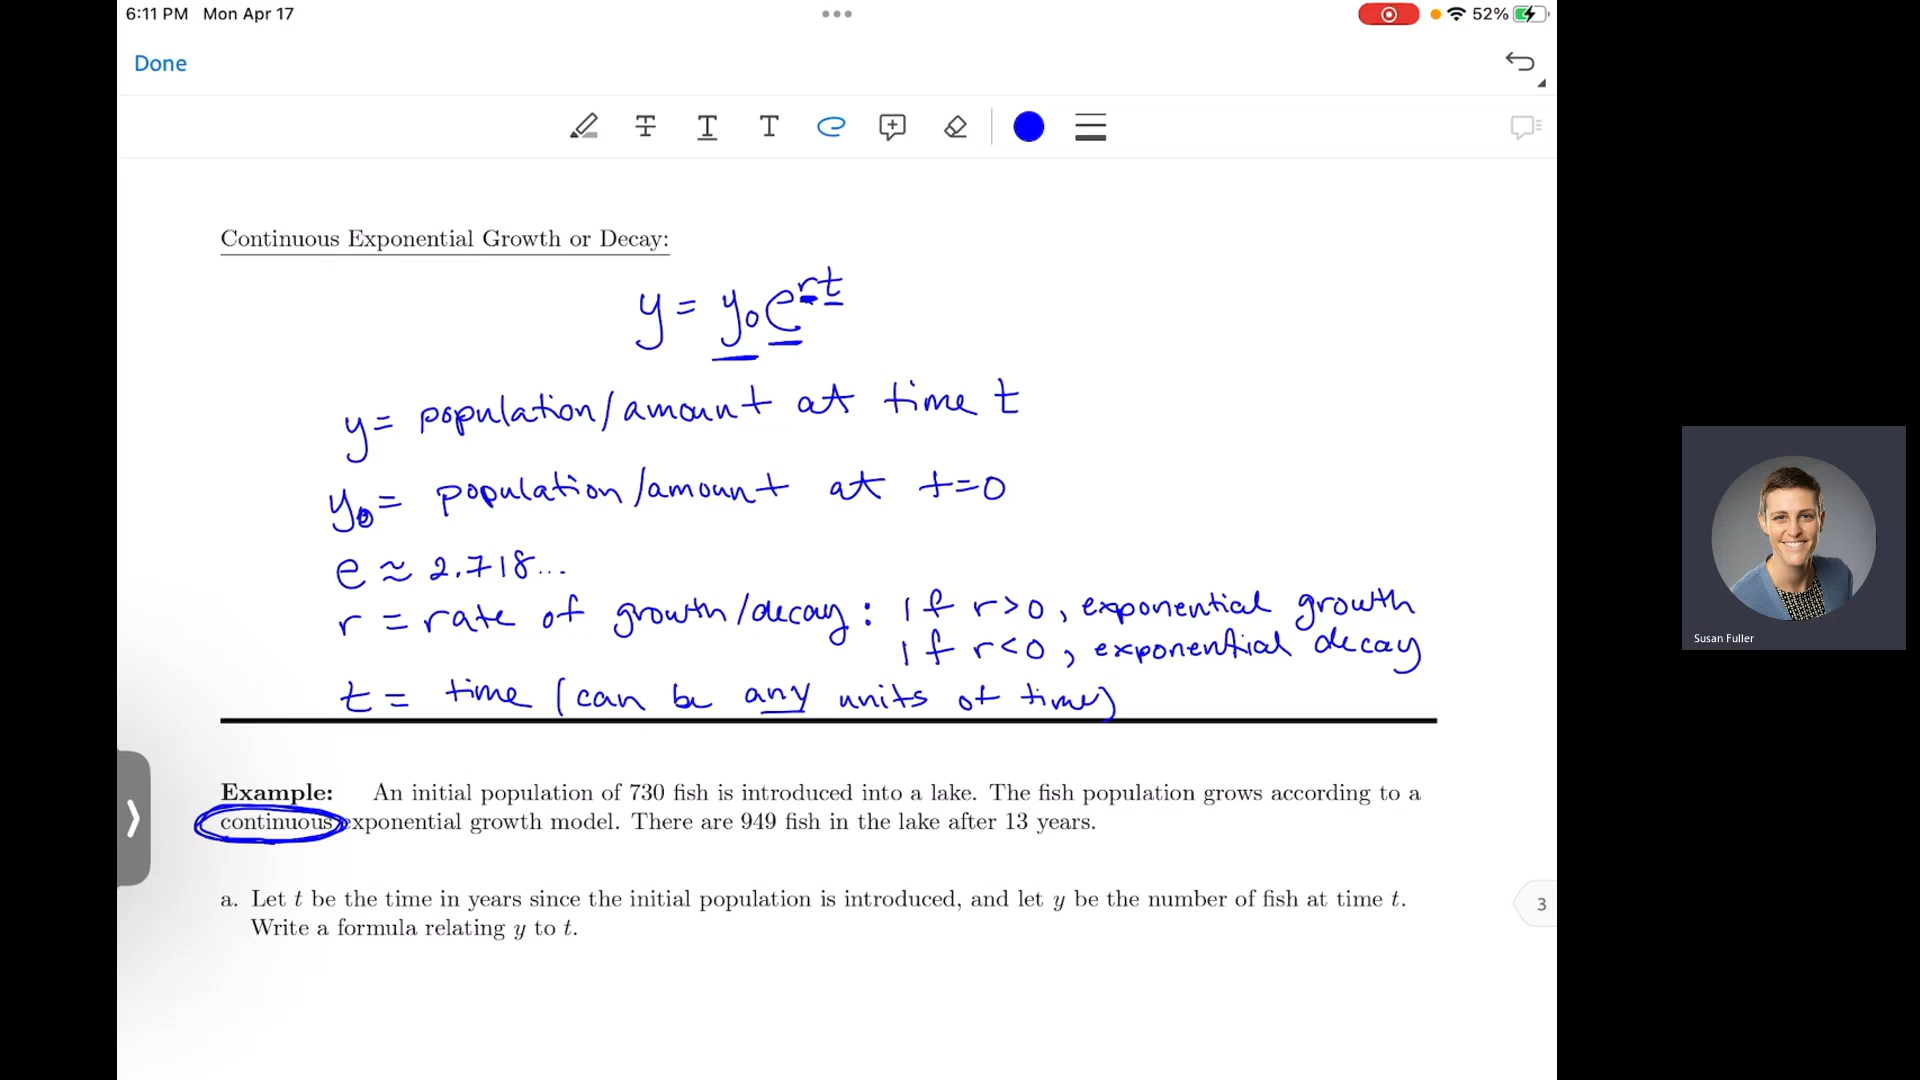 6:11 PM Mon Apr 17
52%
Done
T T T
Continuous Exponential Growth or Decay:
y = y₀e^rt
y = population/amount at time t
y₀ = population/amount at t=0
e ≈ 2.718...
r = rate of growth/decay : if r>0, exponential growth
if r<0, exponential decay
t = time (can be any units of time)
Example: An initial population of 730 fish is introduced into a lake. The fish population grows according to a
continuous exponential growth model. There are 949 fish in the lake after 13 years.
a. Let t be the time in years since the initial population is introduced, and let y be the number of fish at time t.
Write a formula relating y to t.
3
Susan Fuller